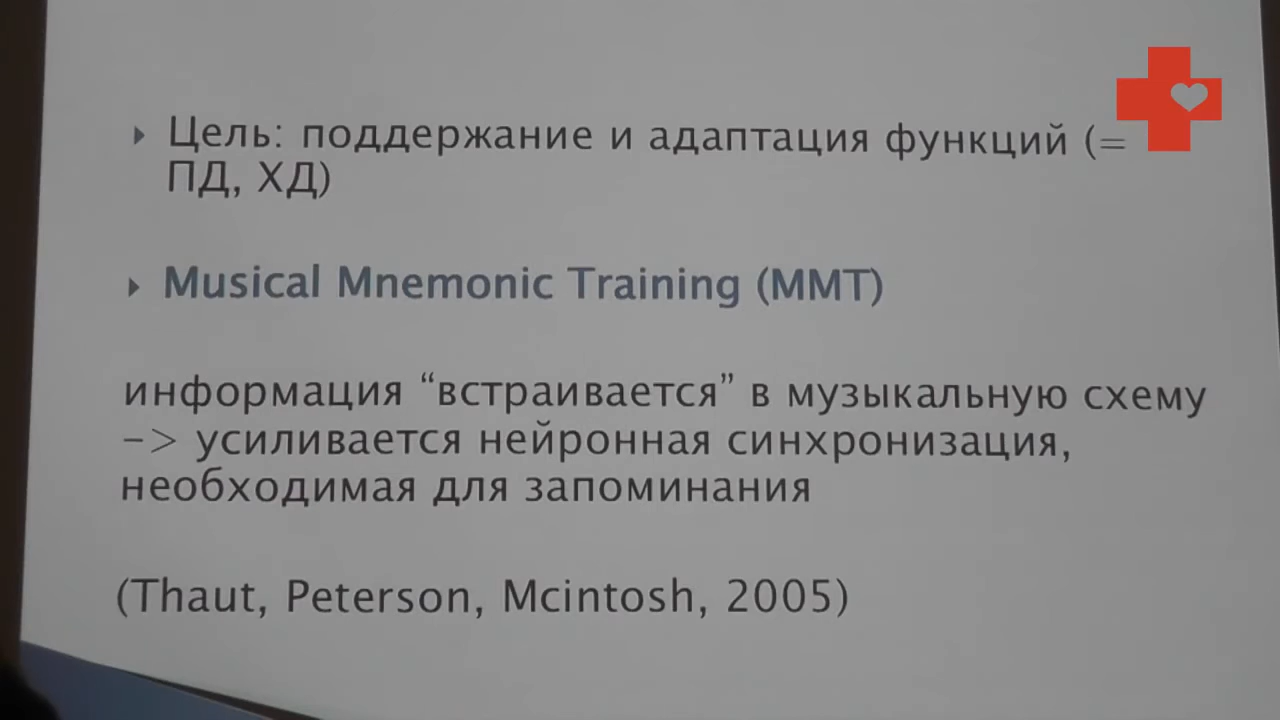 Цель: поддержание и адаптация функций (=
ПД, ХД)
Musical Mnemonic Training (MMT)
информация “встраивается” в музыкальную схему
–> усиливается нейронная синхронизация,
необходимая для запоминания
(Thaut, Peterson, Mcintosh, 2005)